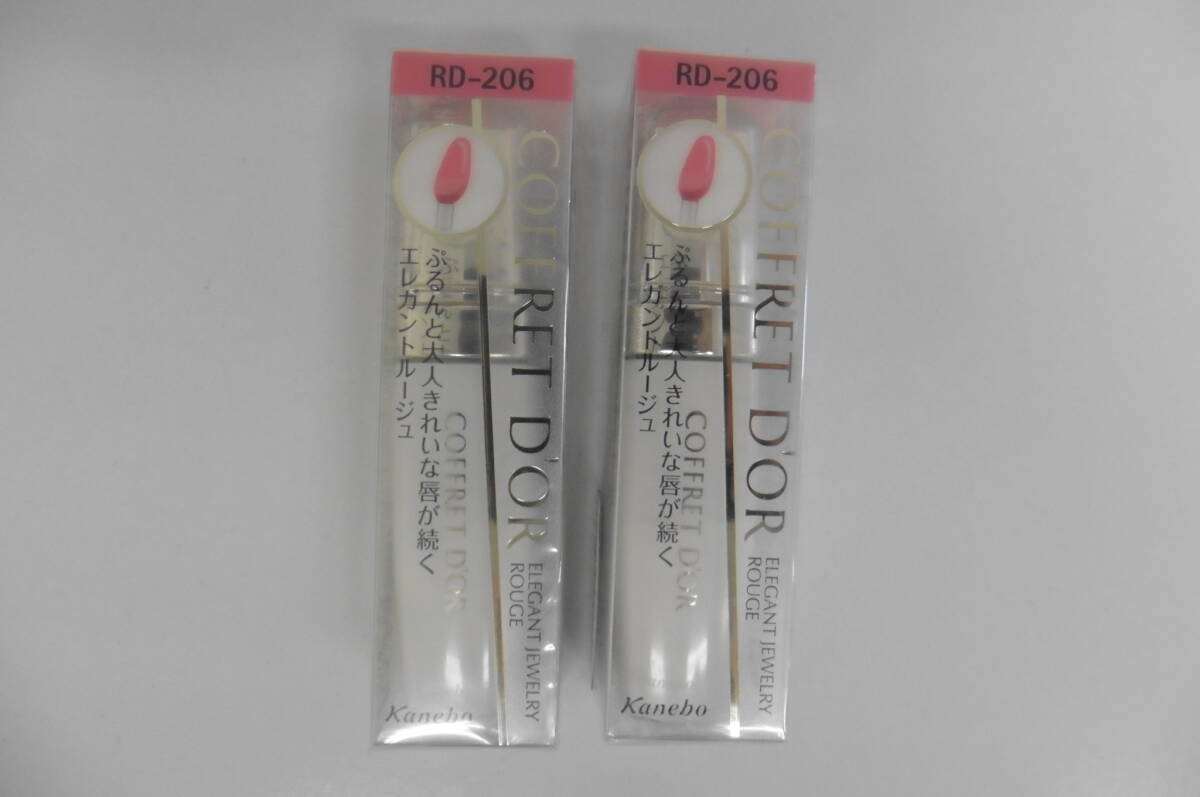 RD-206
COFFRET D'OR
ELEGANT JEWELRY
ROUGE
ぷるんと大人きれいな唇が続く
エレガントルージュ
COFFRET D'OR
Kanebo
RD-206
COFFRET D'OR
ELEGANT JEWELRY
ROUGE
ぷるんと大人きれいな唇が続く
エレガントルージュ
COFFRET D'OR
Kanebo